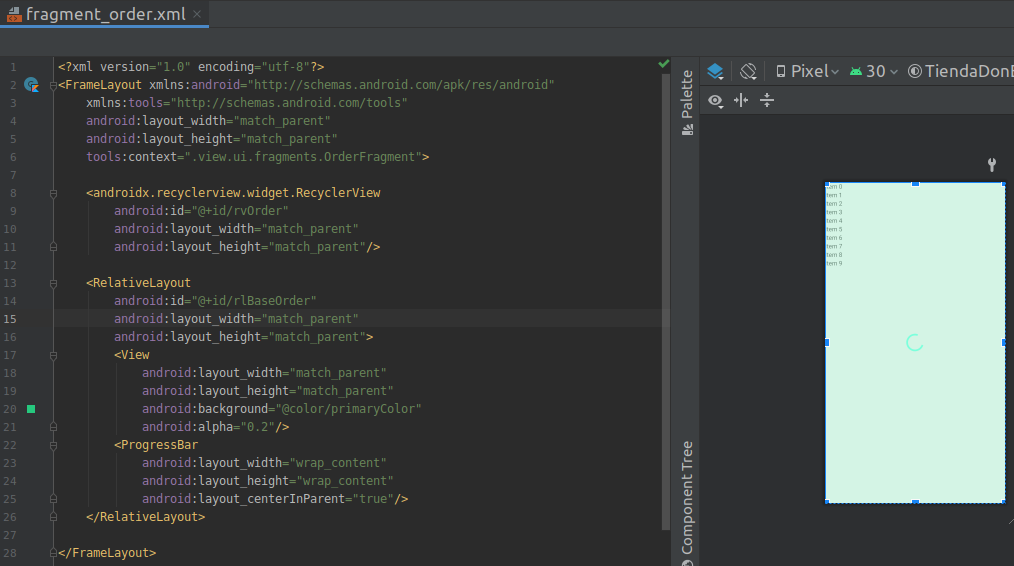 fragment_order.xml
1 <?xml version="1.0" encoding="utf-8"?>
2 <FrameLayout xmlns:android="http://schemas.android.com/apk/res/android"
3 xmlns:tools="http://schemas.android.com/tools"
4 android:layout_width="match_parent"
5 android:layout_height="match_parent"
6 tools:context=".view.ui.fragments.OrderFragment">
7
8 <androidx.recyclerview.widget.RecyclerView
9 android:id="@+id/rvOrder"
10 android:layout_width="match_parent"
11 android:layout_height="match_parent"/>
12
13 <RelativeLayout
14 android:id="@+id/rlBaseOrder"
15 android:layout_width="match_parent"
16 android:layout_height="match_parent">
17 <View
18 android:layout_width="match_parent"
19 android:layout_height="match_parent"
20 android:background="@color/primaryColor"
21 android:alpha="0.2"/>
22 <ProgressBar
23 android:layout_width="wrap_content"
24 android:layout_height="wrap_content"
25 android:layout_centerInParent="true"/>
26 </RelativeLayout>
27
28 </FrameLayout>
Palette
Component Tree
Pixel 30 TiendaDonE
Item 0
Item 1
Item 2
Item 3
Item 4
Item 5
Item 6
Item 7
Item 8
Item 9